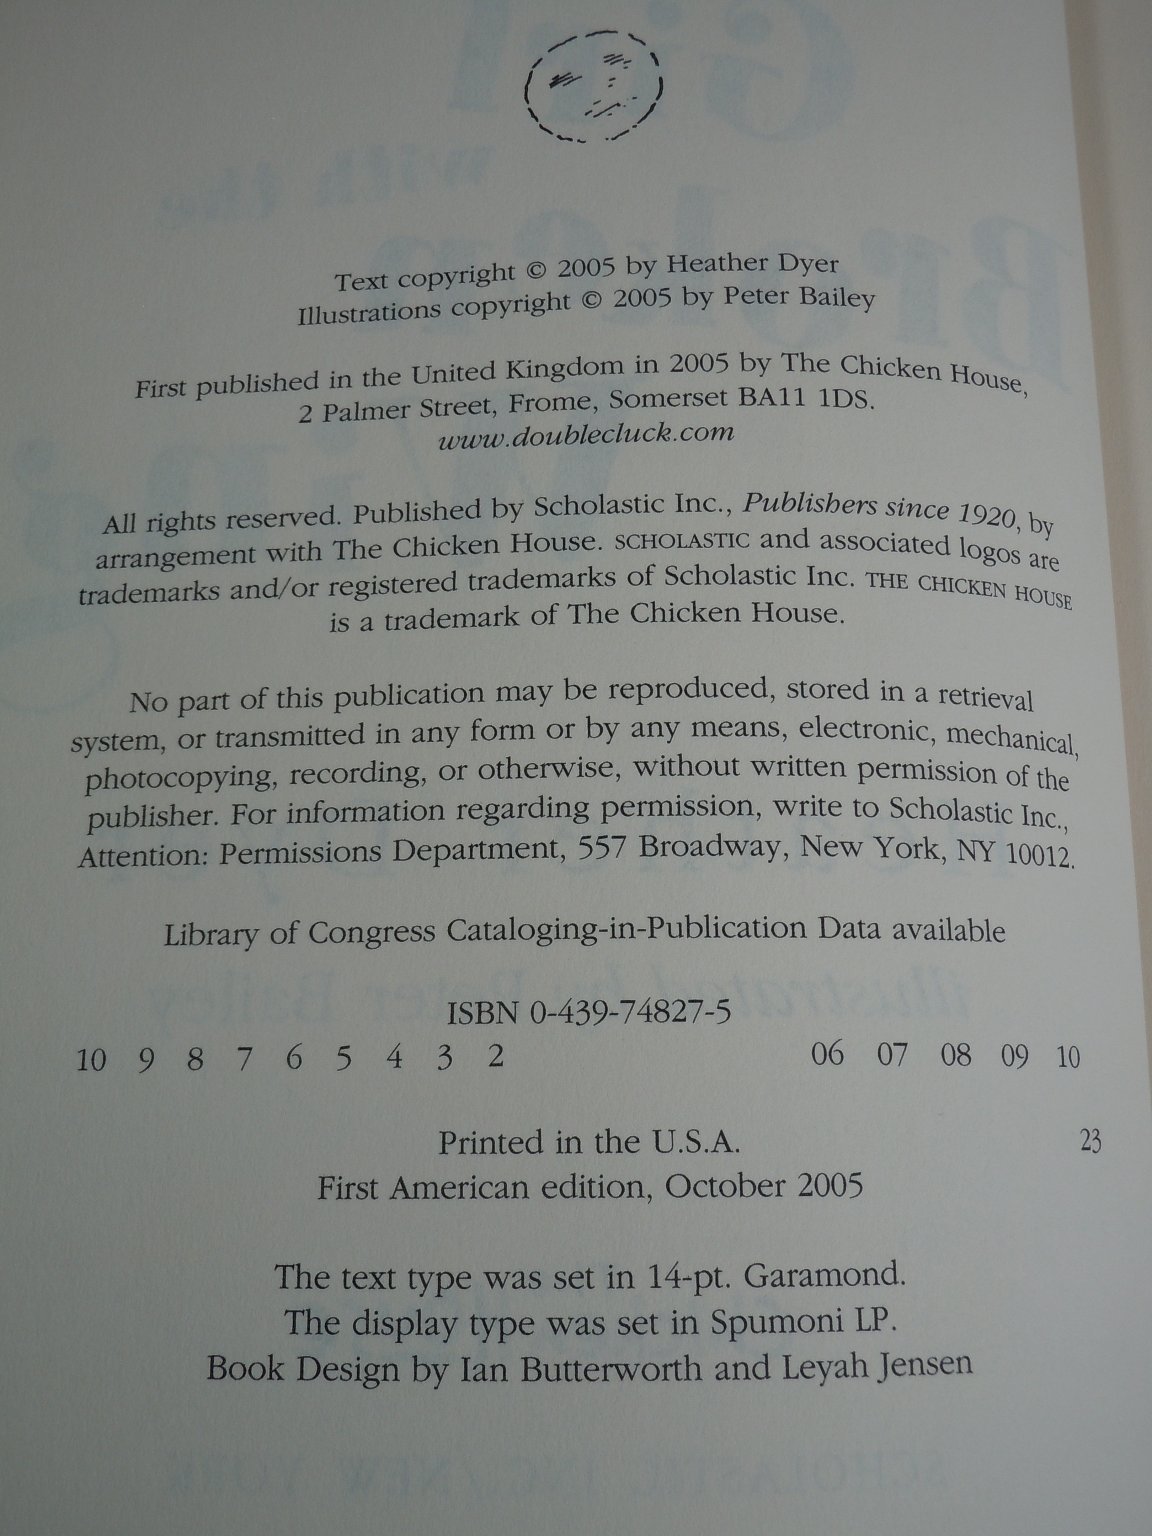 Text copyright © 2005 by Heather Dyer
Illustrations copyright © 2005 by Peter Bailey
First published in the United Kingdom in 2005 by The Chicken House,
2 Palmer Street, Frome, Somerset BA11 1DS.
www.doublecluck.com
All rights reserved. Published by Scholastic Inc., Publishers since 1920, by
arrangement with The Chicken House. SCHOLASTIC and associated logos are
trademarks and/or registered trademarks of Scholastic Inc. THE CHICKEN HOUSE
is a trademark of The Chicken House.
No part of this publication may be reproduced, stored in a retrieval
system, or transmitted in any form or by any means, electronic, mechanical,
photocopying, recording, or otherwise, without written permission of the
publisher. For information regarding permission, write to Scholastic Inc.,
Attention: Permissions Department, 557 Broadway, New York, NY 10012.
Library of Congress Cataloging-in-Publication Data available
ISBN 0-439-74827-5
10 9 8 7 6 5 4 3 2 06 07 08 09 10
Printed in the U.S.A. 23
First American edition, October 2005
The text type was set in 14-pt. Garamond.
The display type was set in Spumoni LP.
Book Design by Ian Butterworth and Leyah Jensen